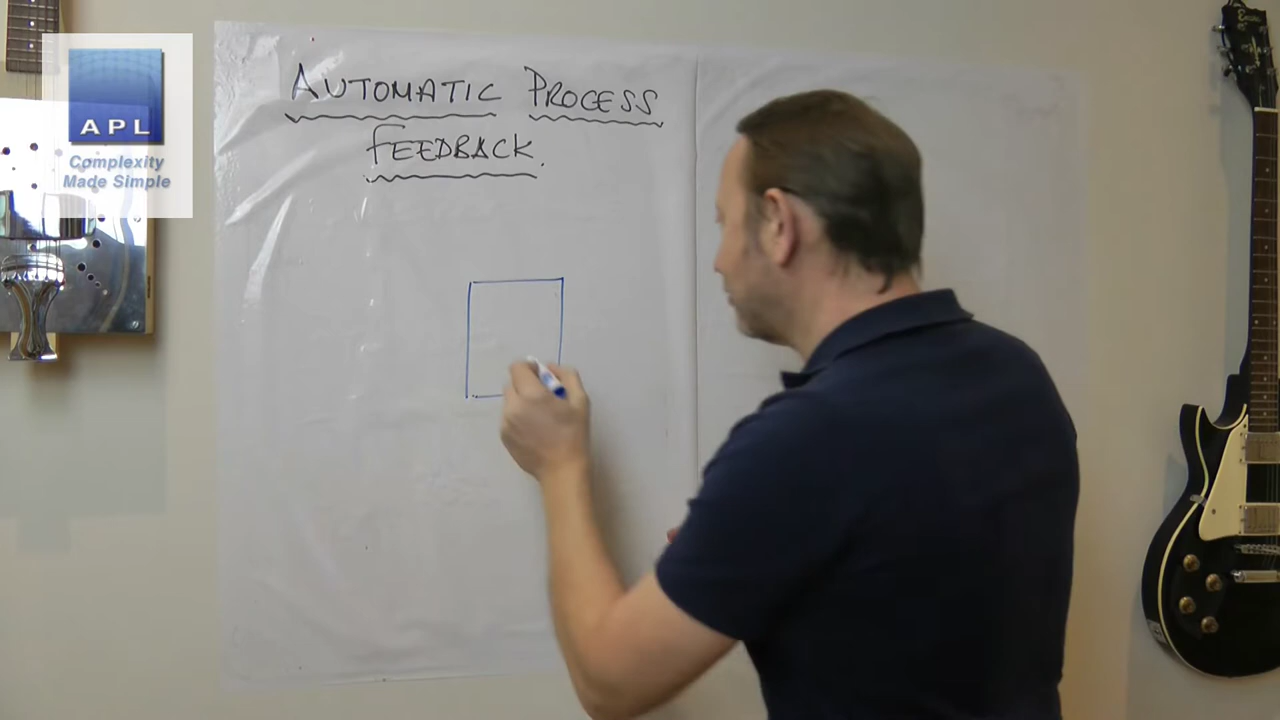 APL
Complexity
Made Simple
AUTOMATIC PROCESS
FEEDBACK.